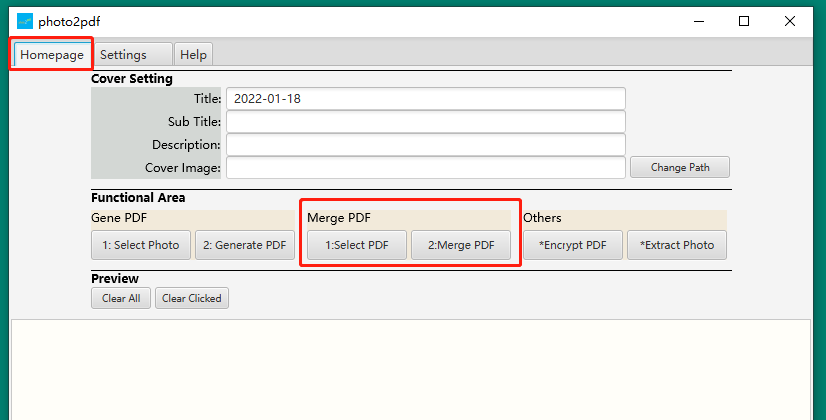 photo2pdf
Homepage Settings Help
Cover Setting
Title: 2022-01-18
Sub Title:
Description:
Cover Image: Change Path
Functional Area
Gene PDF Merge PDF Others
1: Select Photo 2: Generate PDF 1:Select PDF 2:Merge PDF *Encrypt PDF *Extract Photo
Preview
Clear All Clear Clicked